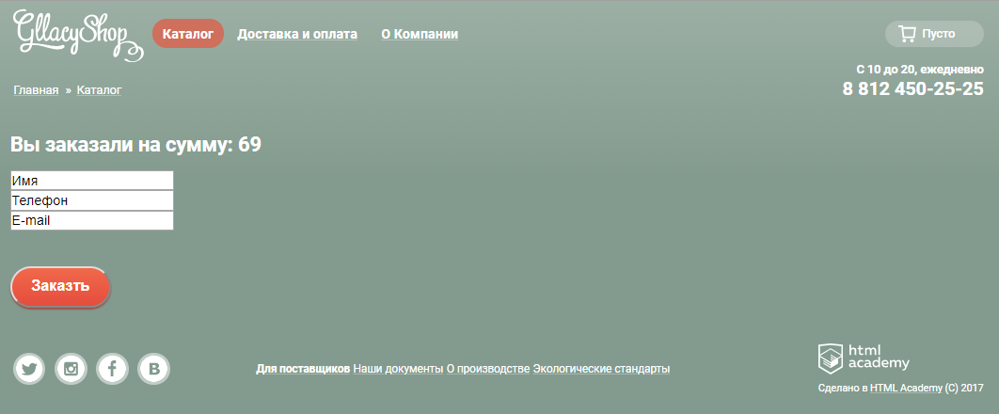 GllacyShop Каталог Доставка и оплата О Компании Пусто
С 10 до 20, ежедневно
8 812 450-25-25
Главная » Каталог
Вы заказали на сумму: 69
Имя
Телефон
E-mail
Заказть
Для поставщиков Наши документы О производстве Экологические стандарты
html
academy
Сделано в HTML Academy (C) 2017